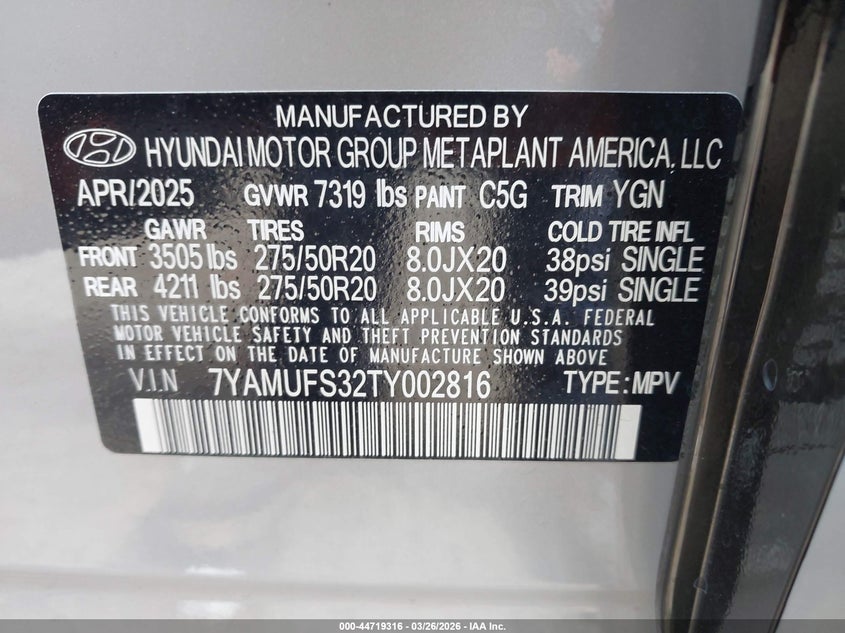 MANUFACTURED BY
HYUNDAI MOTOR GROUP METAPLANT AMERICA, LLC
APR/2025 GVWR 7319 lbs PAINT C5G TRIM YGN
GAWR TIRES RIMS COLD TIRE INFL
FRONT 3505 lbs 275/50R20 8.0JX20 38psi SINGLE
REAR 4211 lbs 275/50R20 8.0JX20 39psi SINGLE
THIS VEHICLE CONFORMS TO ALL APPLICABLE U.S.A. FEDERAL
MOTOR VEHICLE SAFETY AND THEFT PREVENTION STANDARDS
IN EFFECT ON THE DATE OF MANUFACTURE SHOWN ABOVE
V.I.N 7YAMUFS32TY002816 TYPE: MPV
000-44719316 - 03/26/2026 - IAA Inc.